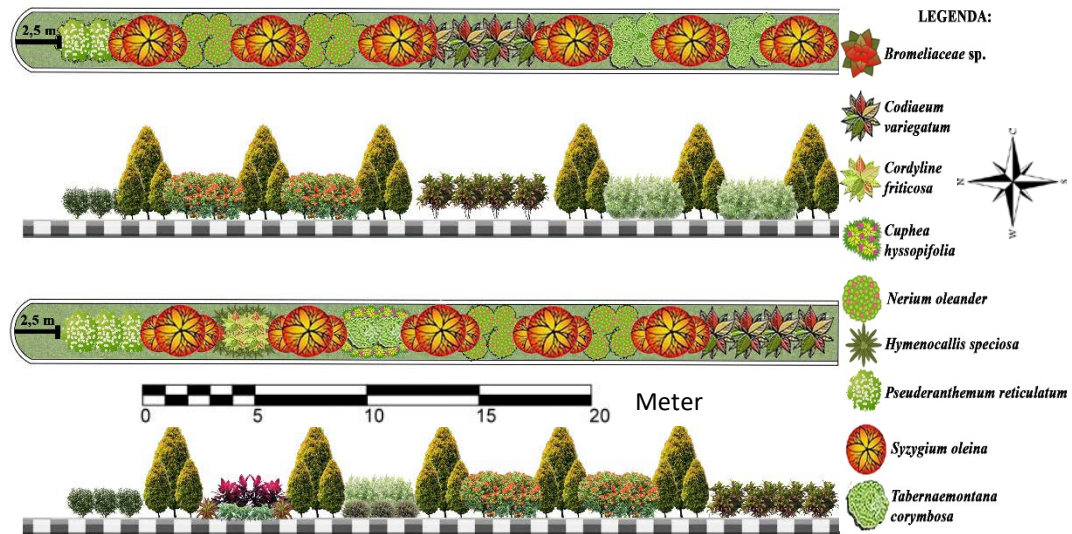 2,5 m
LEGENDA:
Bromeliaceae sp.
Codiaeum
variegatum
Cordyline
friticosa
Cuphea
hyssopifolia
Nerium oleander
Hymenocallis speciosa
Pseuderanthemum reticulatum
Syzygium oleina
Tabernaemontana
corymbosa
N
S
W
2,5 m
0 5 10 15 20
Meter